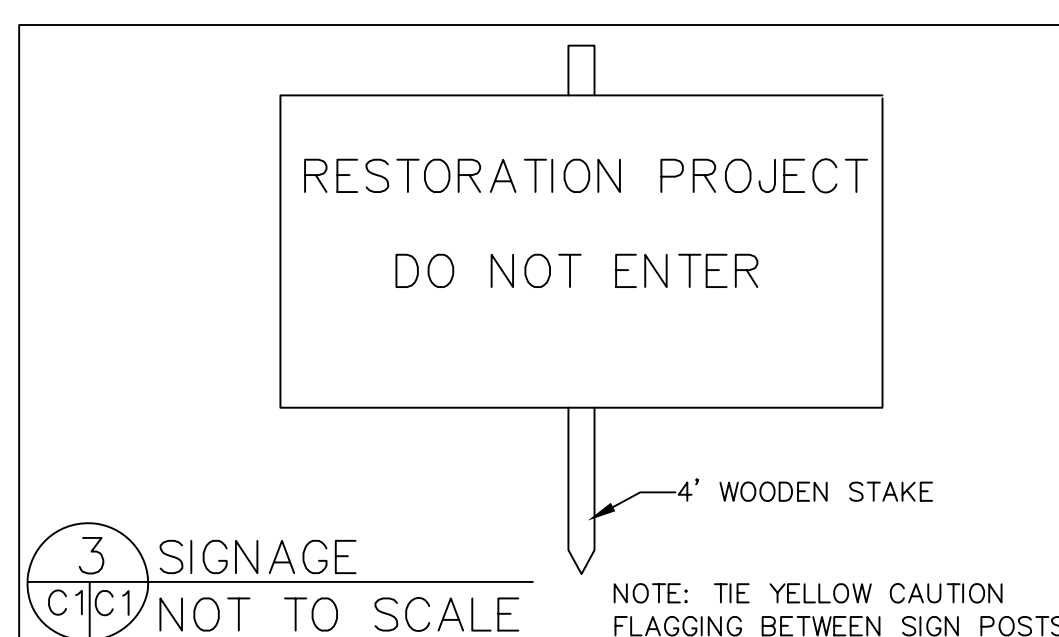 RESTORATION PROJECT
DO NOT ENTER
4' WOODEN STAKE
3 SIGNAGE
C1 C1 NOT TO SCALE
NOTE: TIE YELLOW CAUTION
FLAGGING BETWEEN SIGN POSTS